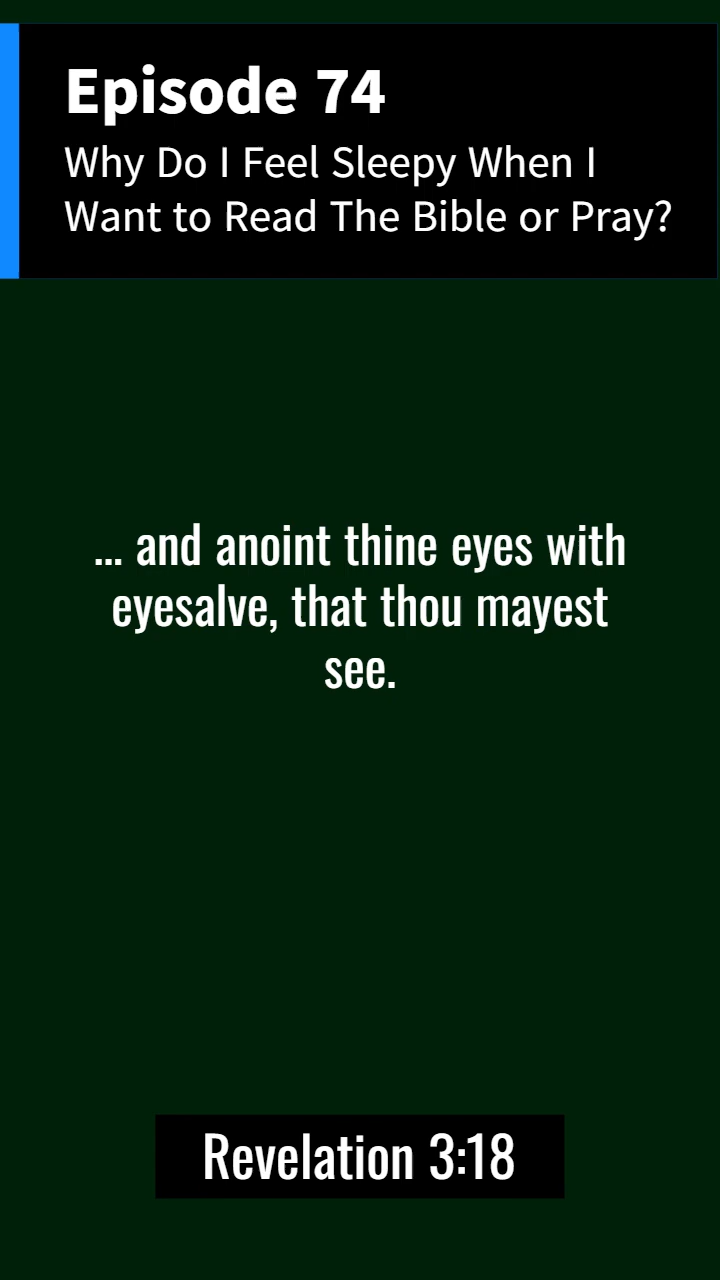 Episode 74
Why Do I Feel Sleepy When I
Want to Read The Bible or Pray?
... and anoint thine eyes with
eyesalve, that thou mayest
see.
Revelation 3:18